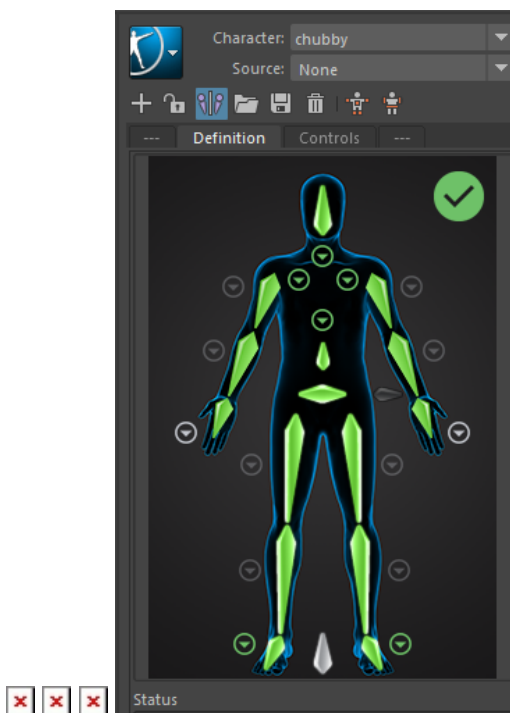 Character: chubby
Source: None
--- Definition Controls ---
Status